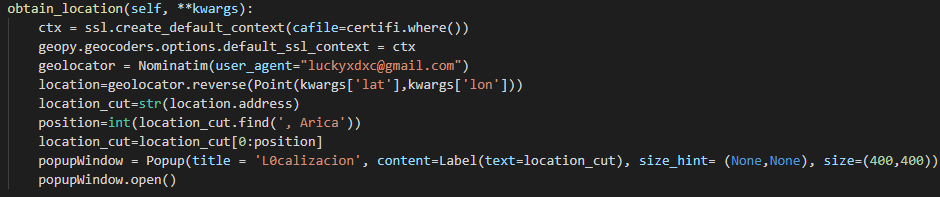 obtain_location(self, **kwargs):
ctx = ssl.create_default_context(cafile=certifi.where())
geopy.geocoders.options.default_ssl_context = ctx
geolocator = Nominatim(user_agent="luckyxdxc@gmail.com")
location=geolocator.reverse(Point(kwargs['lat'],kwargs['lon']))
location_cut=str(location.address)
position=int(location_cut.find(', Arica'))
location_cut=location_cut[0:position]
popupWindow = Popup(title = 'L0calizacion', content=Label(text=location_cut), size_hint= (None,None), size=(400,400))
popupWindow.open()